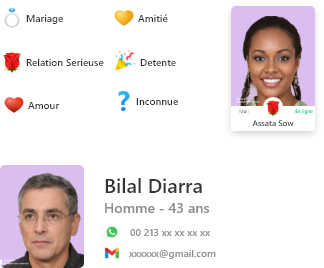 Mariage
Amitié
Relation Serieuse
Detente
Amour
Inconnue
En ligne
Assata Sow
Bilal Diarra
Homme - 43 ans
00 213 xx xx xx xx
xxxxxx@gmail.com